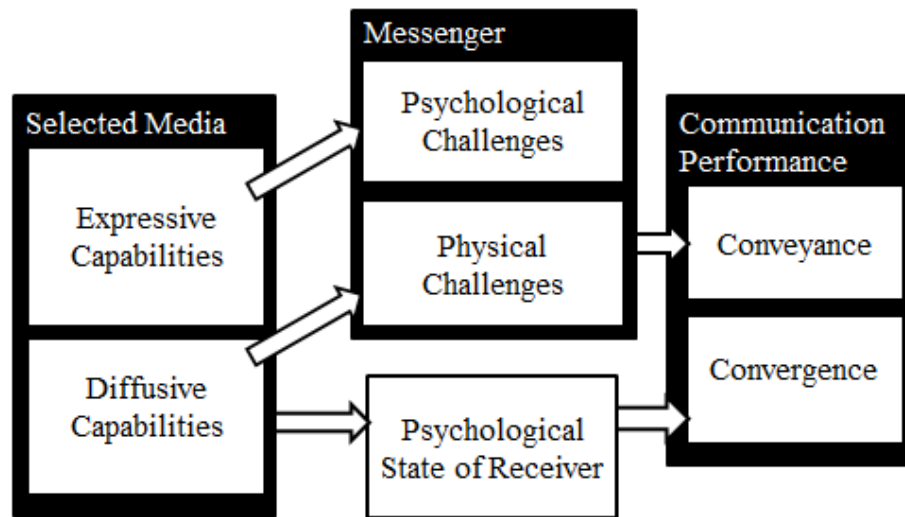 Selected Media
Expressive
Capabilities
Diffusive
Capabilities
Messenger
Psychological
Challenges
Physical
Challenges
Psychological
State of Receiver
Communication
Performance
Conveyance
Convergence